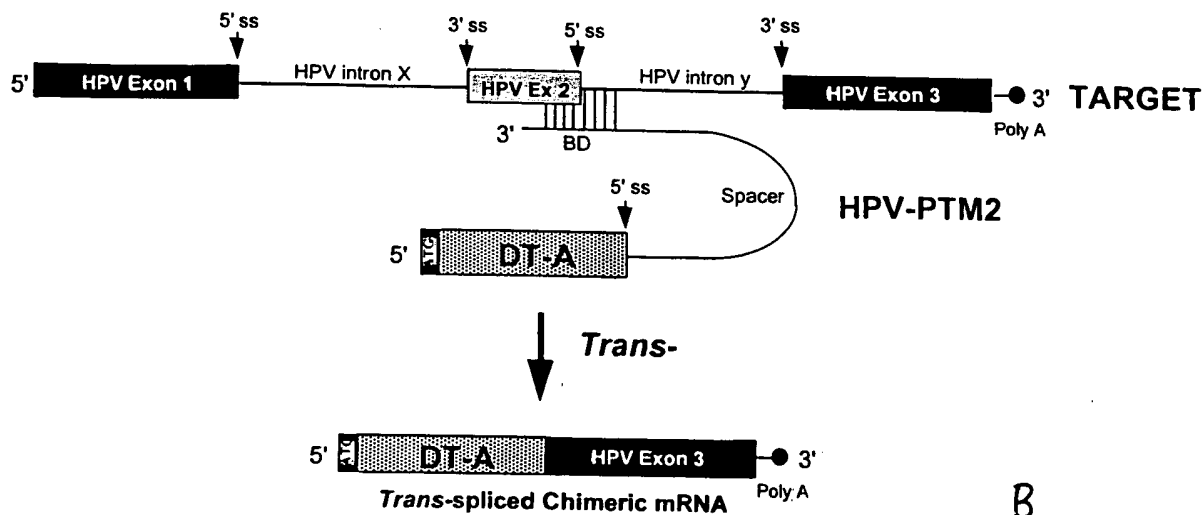 5' ss
3' ss
5' ss
3' ss
5' HPV Exon 1 HPV intron X HPV Ex 2 HPV intron y HPV Exon 3 3' TARGET
Poly A
3'
BD
5' ss
Spacer
HPV-PTM2
5' ATG DT-A
Trans-
5' ATG DT-A HPV Exon 3 3'
Poly A
Trans-spliced Chimeric mRNA
B